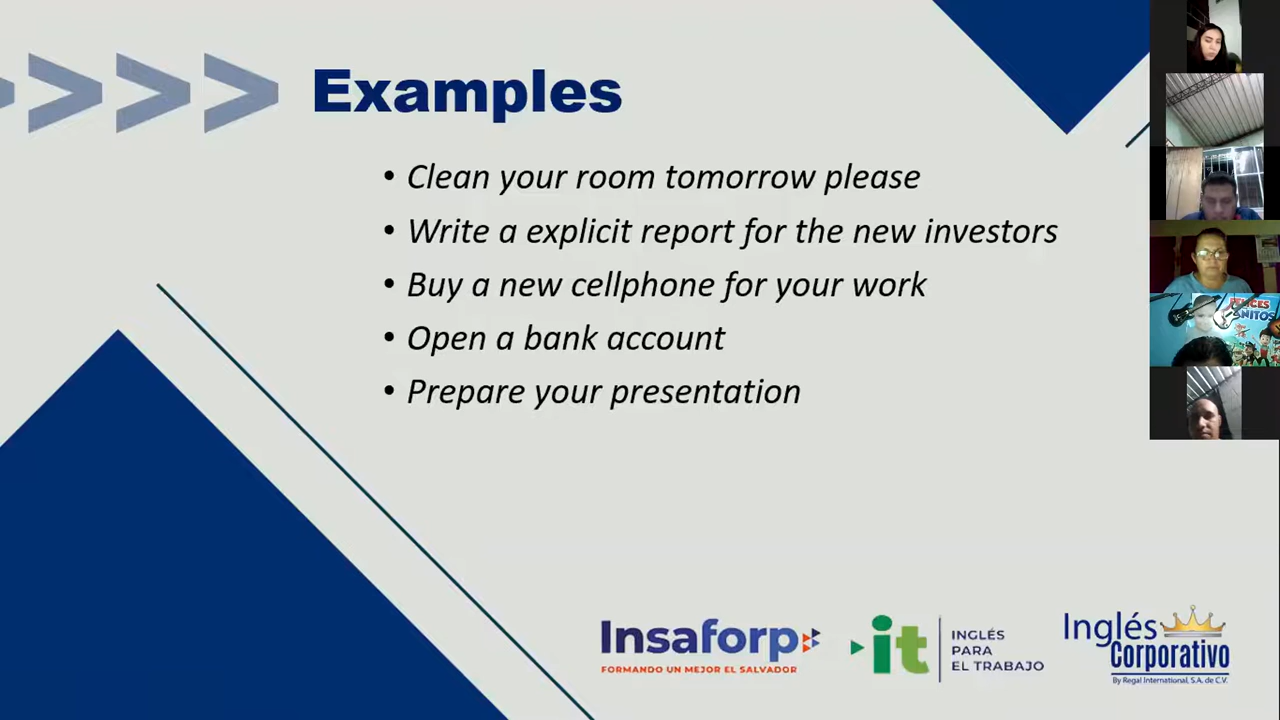 Examples
• Clean your room tomorrow please
• Write a explicit report for the new investors
• Buy a new cellphone for your work
• Open a bank account
• Prepare your presentation
Insaforp
FORMANDO UN MEJOR EL SALVADOR
it
INGLÉS
PARA
EL TRABAJO
Inglés
Corporativo
By Regal International, S.A. de C.V.